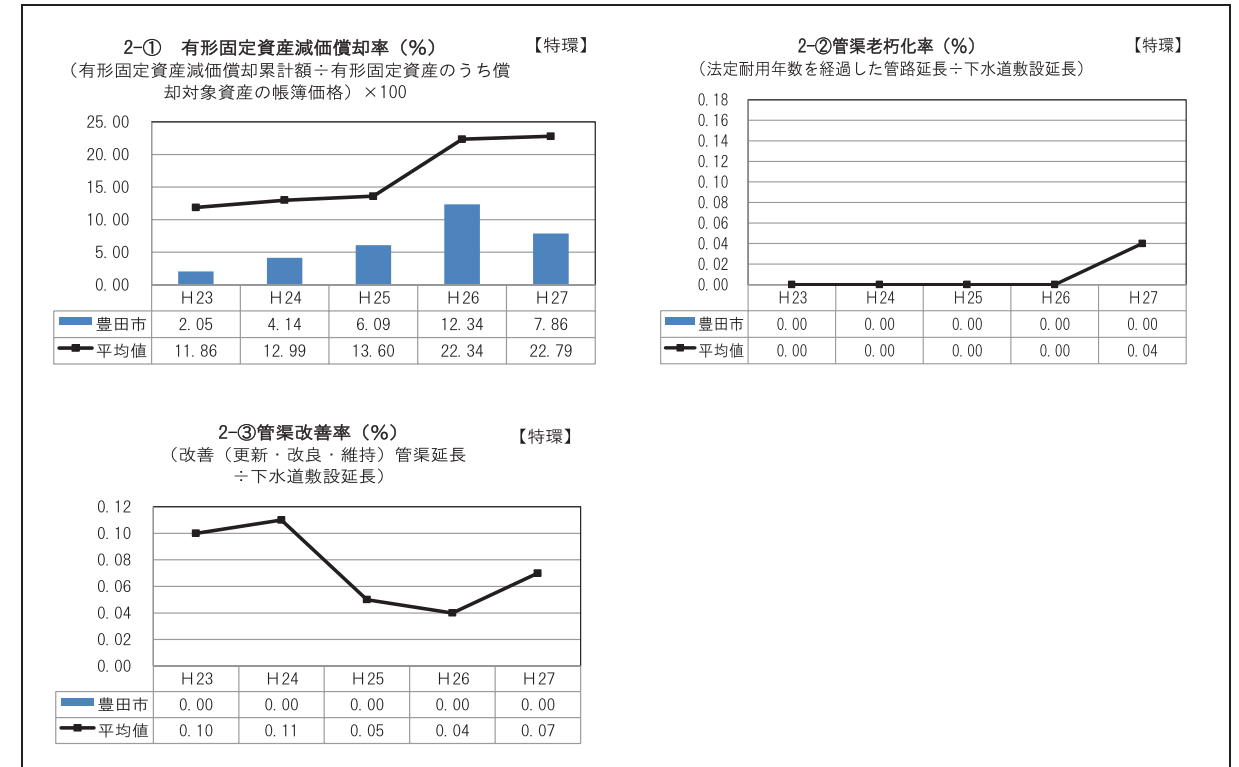 2-① 有形固定資産減価償却率（％） 【特環】
（有形固定資産減価償却累計額÷有形固定資産のうち償
却対象資産の帳簿価格）×100
25.00
20.00
15.00
10.00
5.00
0.00
H23 H24 H25 H26 H27
豊田市 2.05 4.14 6.09 12.34 7.86
平均値 11.86 12.99 13.60 22.34 22.79
2-②管渠老朽化率（％） 【特環】
（法定耐用年数を経過した管路延長÷下水道敷設延長）
0.18
0.16
0.14
0.12
0.10
0.08
0.06
0.04
0.02
0.00
H23 H24 H25 H26 H27
豊田市 0.00 0.00 0.00 0.00 0.00
平均値 0.00 0.00 0.00 0.00 0.04
2-③管渠改善率（％） 【特環】
（改善（更新・改良・維持）管渠延長
÷下水道敷設延長）
0.12
0.10
0.08
0.06
0.04
0.02
0.00
H23 H24 H25 H26 H27
豊田市 0.00 0.00 0.00 0.00 0.00
平均値 0.10 0.11 0.05 0.04 0.07